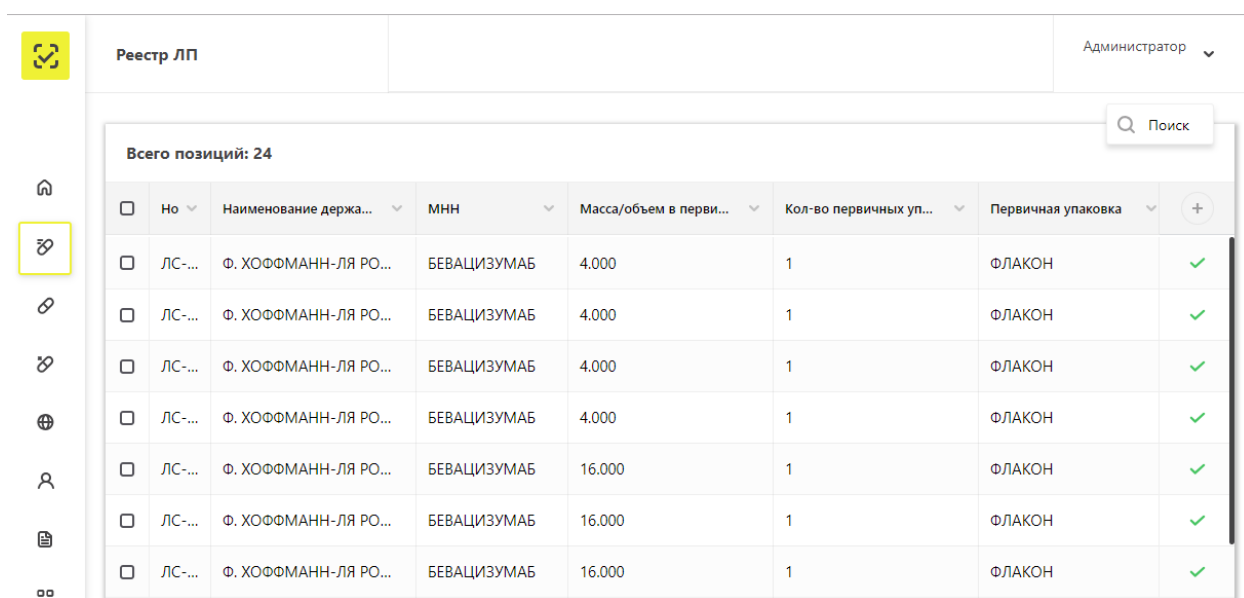 Реестр ЛП
Администратор
Поиск
Всего позиций: 24
Но Наименование держа... МНН Масса/объем в перви... Кол-во первичных уп... Первичная упаковка
ЛС-... Ф. ХОФФМАНН-ЛЯ РО... БЕВАЦИЗУМАБ 4.000 1 ФЛАКОН
ЛС-... Ф. ХОФФМАНН-ЛЯ РО... БЕВАЦИЗУМАБ 4.000 1 ФЛАКОН
ЛС-... Ф. ХОФФМАНН-ЛЯ РО... БЕВАЦИЗУМАБ 4.000 1 ФЛАКОН
ЛС-... Ф. ХОФФМАНН-ЛЯ РО... БЕВАЦИЗУМАБ 4.000 1 ФЛАКОН
ЛС-... Ф. ХОФФМАНН-ЛЯ РО... БЕВАЦИЗУМАБ 16.000 1 ФЛАКОН
ЛС-... Ф. ХОФФМАНН-ЛЯ РО... БЕВАЦИЗУМАБ 16.000 1 ФЛАКОН
ЛС-... Ф. ХОФФМАНН-ЛЯ РО... БЕВАЦИЗУМАБ 16.000 1 ФЛАКОН